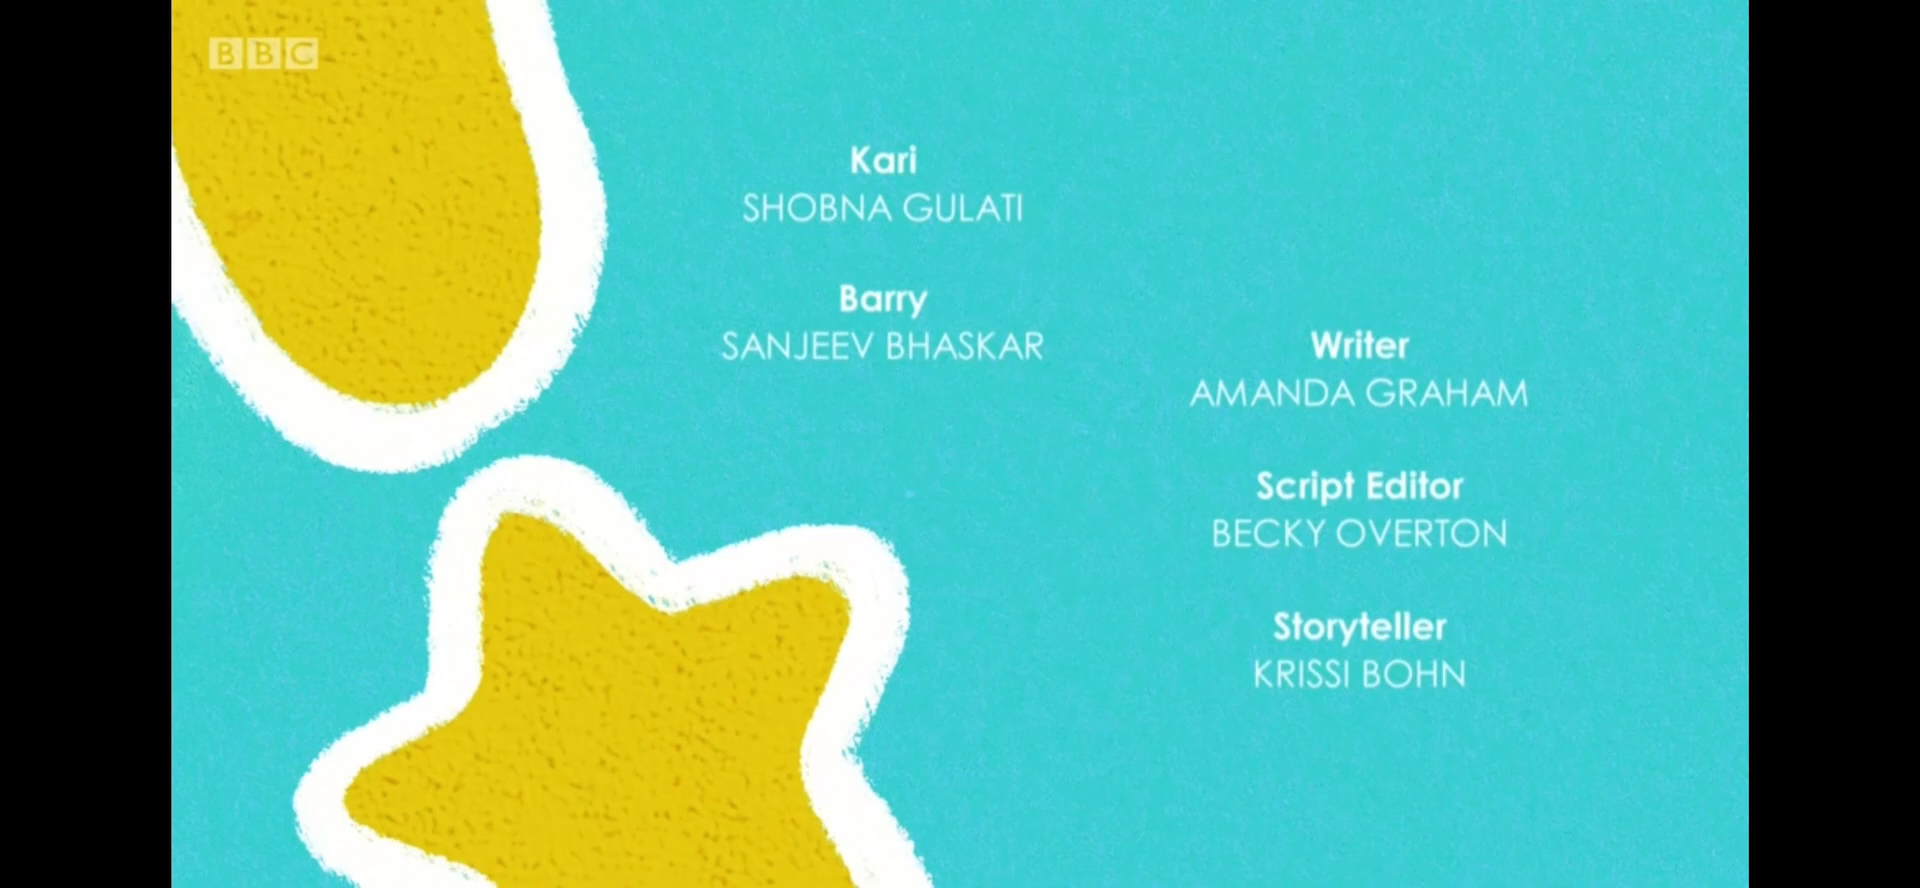 BBC
Kari
SHOBNA GULATI
Barry
SANJEEV BHASKAR
Writer
AMANDA GRAHAM
Script Editor
BECKY OVERTON
Storyteller
KRISSI BOHN